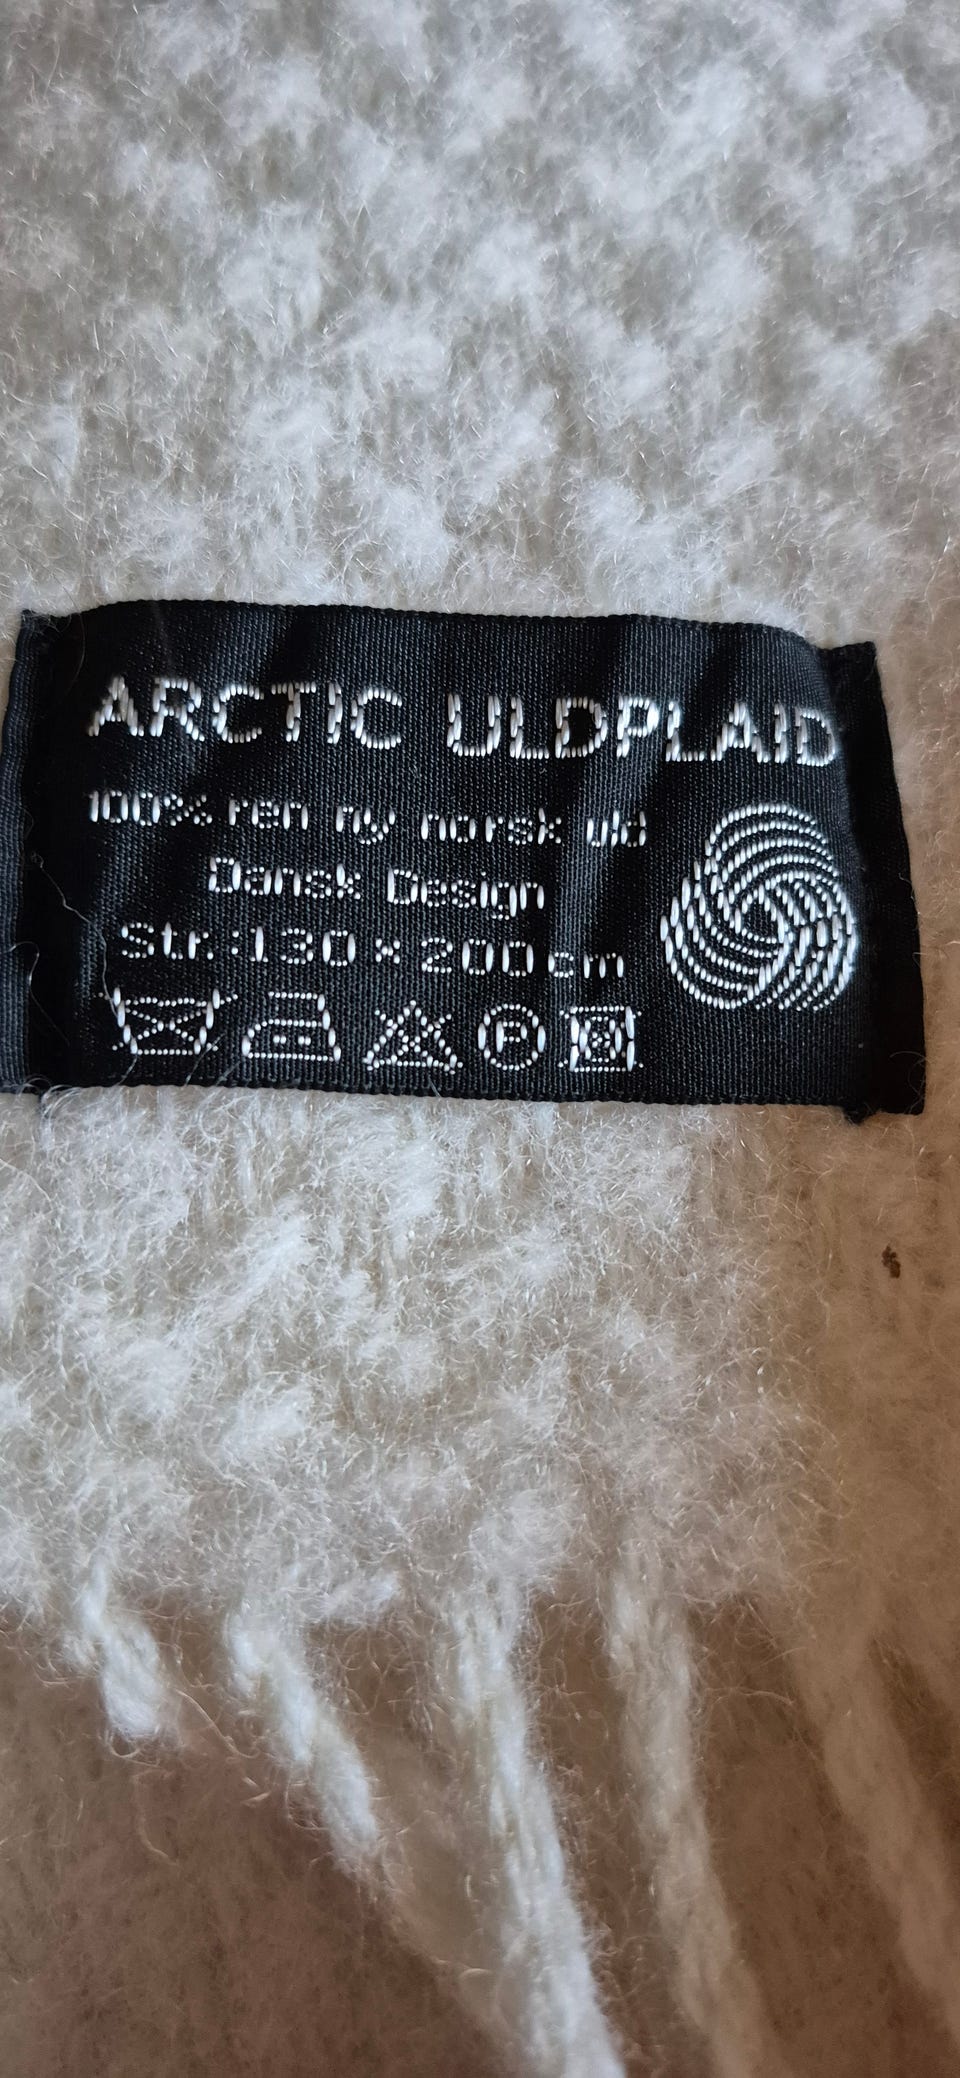 ARCTIC ULDPLAID
100% ren ny norsk uld
Dansk Design
Str.: 130 x 200 cm
P